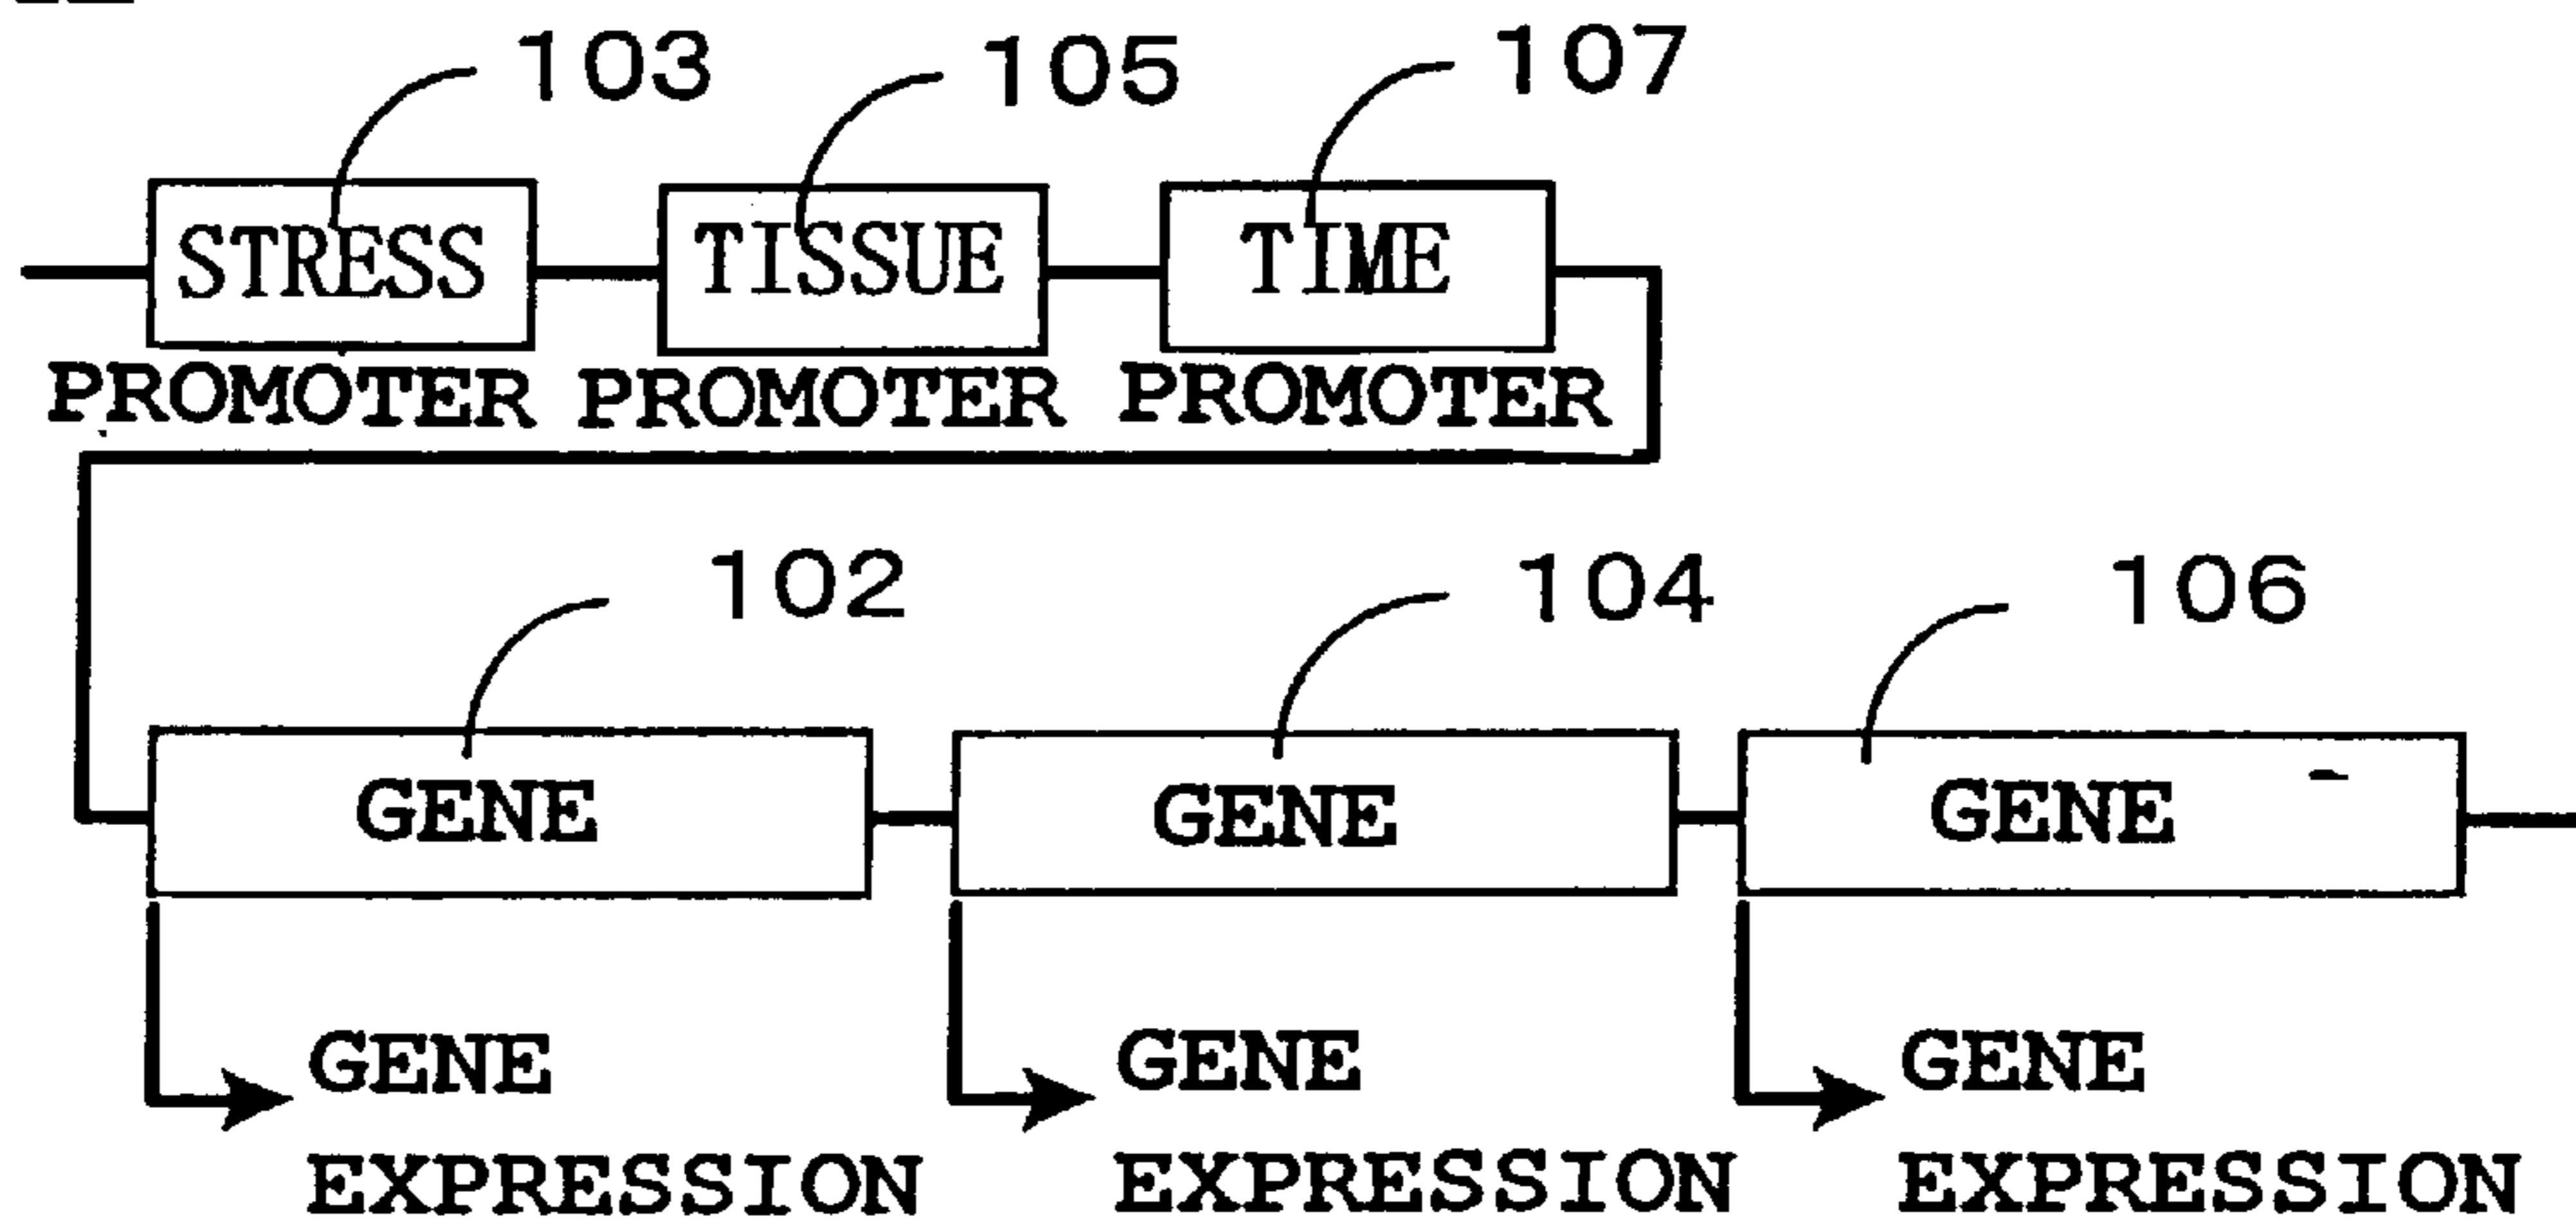 103 105 107
STRESS TISSUE TIME
PROMOTER PROMOTER PROMOTER
102 104 106
GENE GENE GENE
GENE GENE GENE
EXPRESSION EXPRESSION EXPRESSION